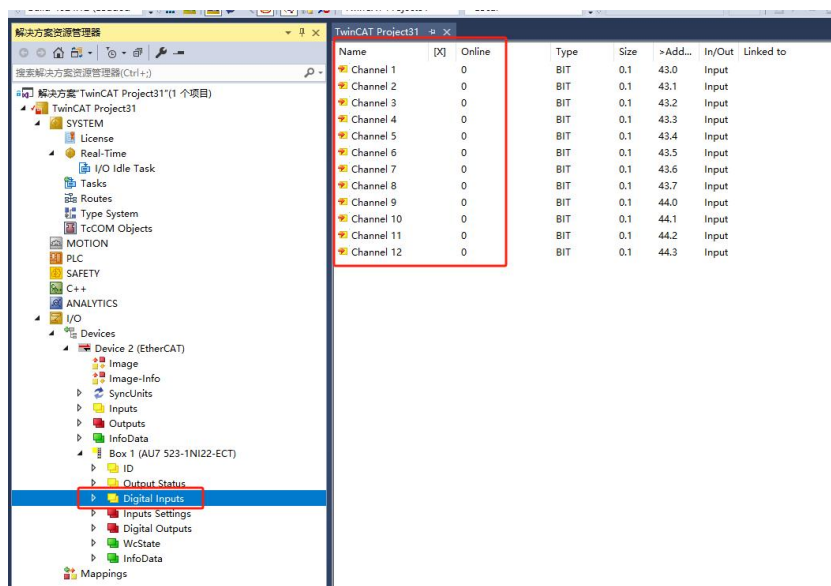 解决方案资源管理器
搜索解决方案资源管理器(Ctrl+;)
解决方案"TwinCAT Project31"(1 个项目)
TwinCAT Project31
SYSTEM
License
Real-Time
I/O Idle Task
Tasks
Routes
Type System
TcCOM Objects
MOTION
PLC
SAFETY
C++
ANALYTICS
I/O
Devices
Device 2 (EtherCAT)
Image
Image-Info
SyncUnits
Inputs
Outputs
InfoData
Box 1 (AU7 523-1NI22-ECT)
ID
Output Status
Digital Inputs
Inputs Settings
Digital Outputs
WcState
InfoData
Mappings
TwinCAT Project31
Name [X] Online Type Size >Add... In/Out Linked to
Channel 1 0 BIT 0.1 43.0 Input
Channel 2 0 BIT 0.1 43.1 Input
Channel 3 0 BIT 0.1 43.2 Input
Channel 4 0 BIT 0.1 43.3 Input
Channel 5 0 BIT 0.1 43.4 Input
Channel 6 0 BIT 0.1 43.5 Input
Channel 7 0 BIT 0.1 43.6 Input
Channel 8 0 BIT 0.1 43.7 Input
Channel 9 0 BIT 0.1 44.0 Input
Channel 10 0 BIT 0.1 44.1 Input
Channel 11 0 BIT 0.1 44.2 Input
Channel 12 0 BIT 0.1 44.3 Input